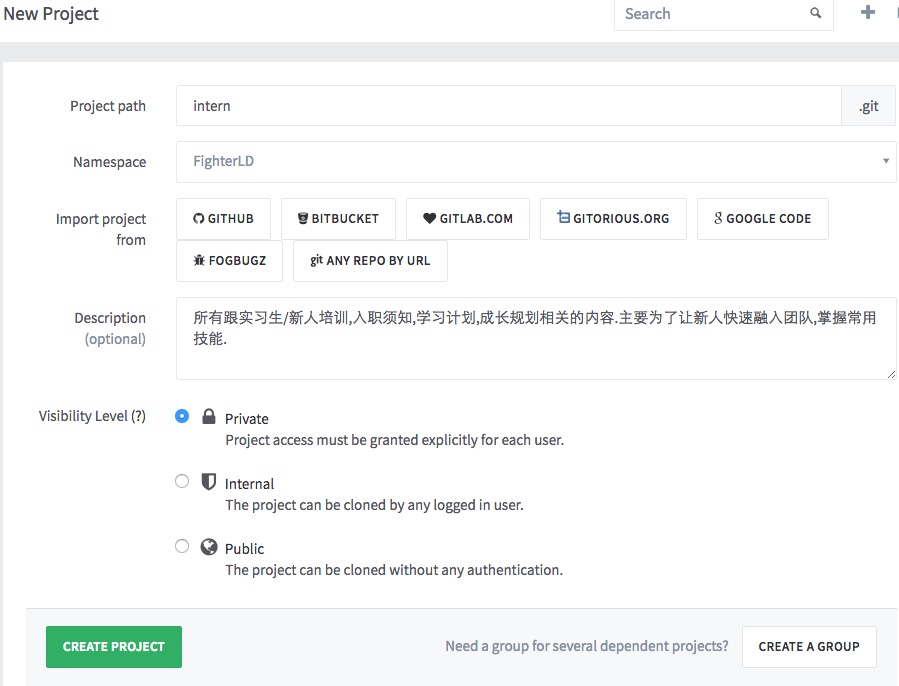 New Project
Search
Project path
intern
.git
Namespace
FighterLD
Import project
from
GITHUB
BITBUCKET
GITLAB.COM
GITORIOUS.ORG
GOOGLE CODE
FOGBUGZ
git ANY REPO BY URL
Description
(optional)
所有跟实习生/新人培训,入职须知,学习计划,成长规划相关的内容.主要为了让新人快速融入团队,掌握常用
技能.
Visibility Level (?)
Private
Project access must be granted explicitly for each user.
Internal
The project can be cloned by any logged in user.
Public
The project can be cloned without any authentication.
CREATE PROJECT
Need a group for several dependent projects?
CREATE A GROUP